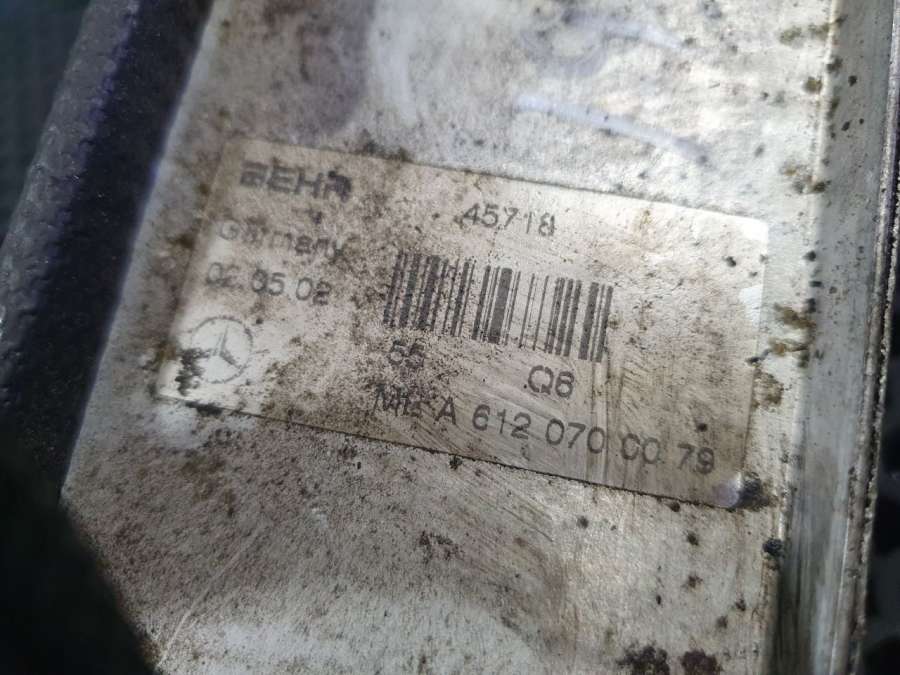 BEHR 45718
Germany
02.05.02
55 Q6
MB A 612 070 00 79